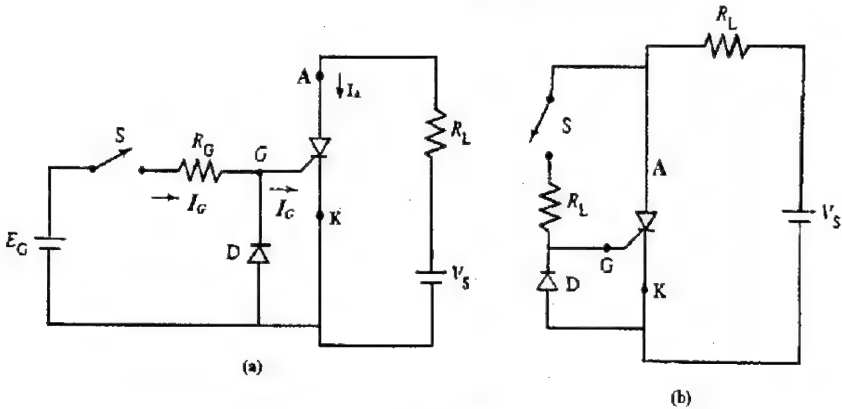 A
I_A
R_L
S
R_G
G
I_G
I_G
K
E_G
D
V_S
(a)
R_L
S
A
R_L
V_S
G
D
K
(b)